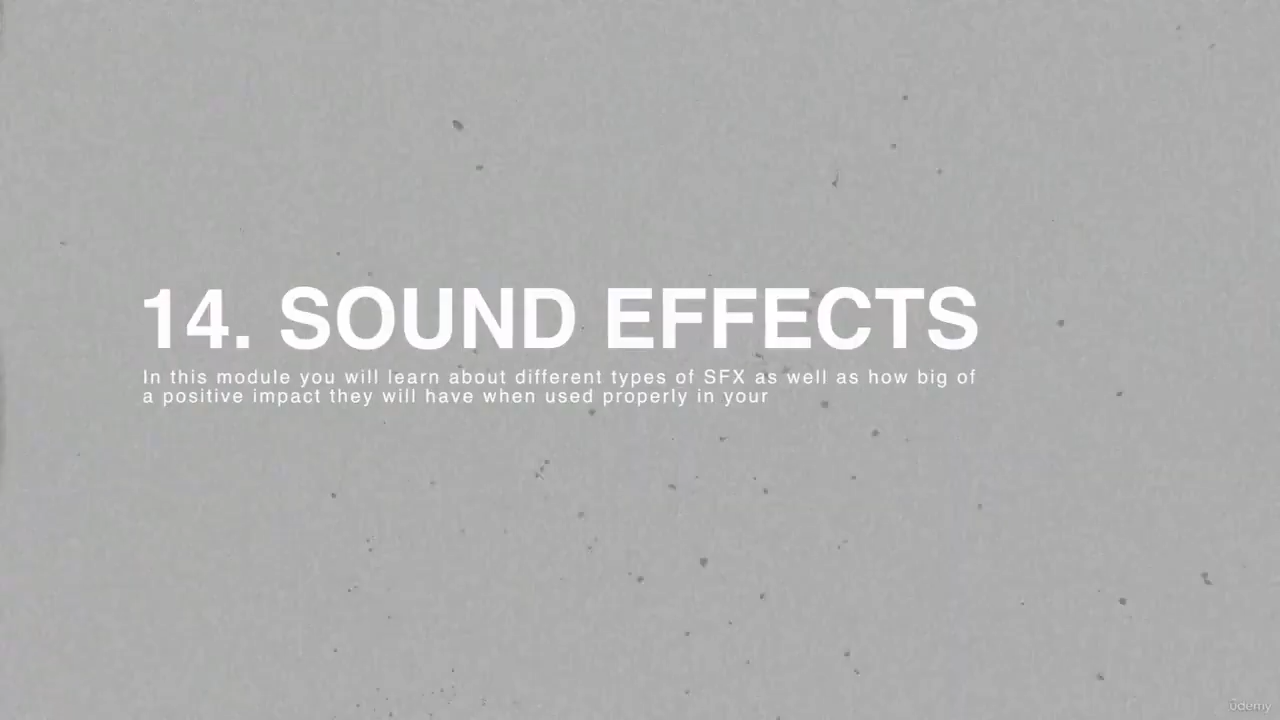 14. SOUND EFFECTS
In this module you will learn about different types of SFX as well as how big of
a positive impact they will have when used properly in your
ûdemy